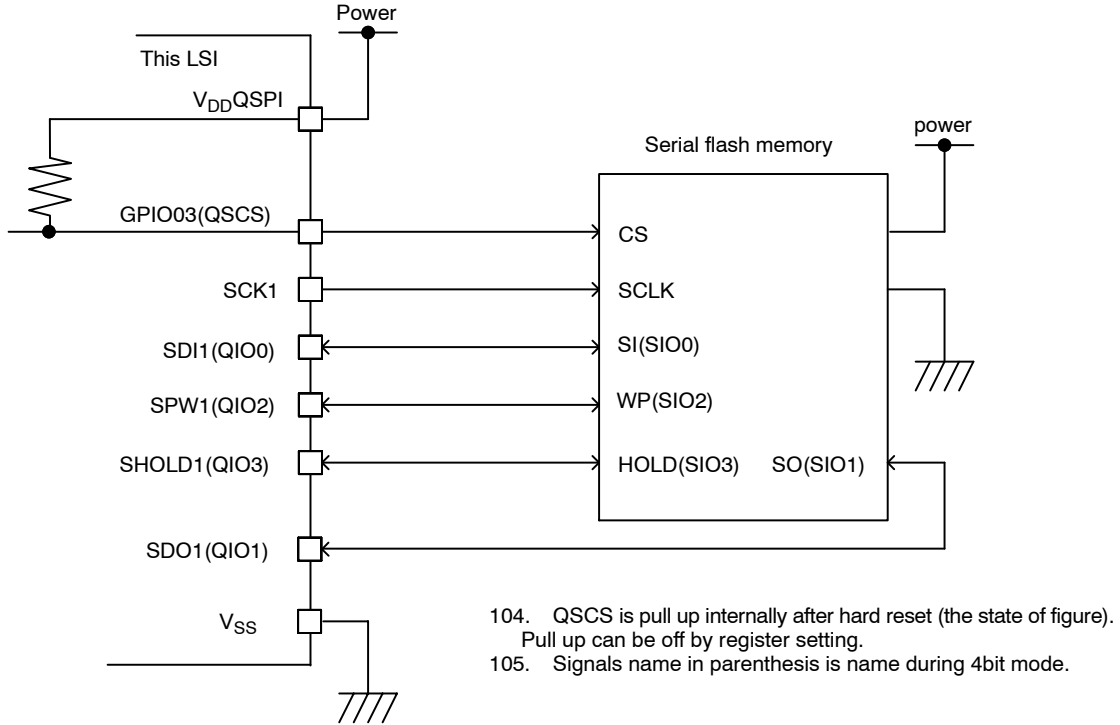 Power
This LSI
VDDQSPI
power
Serial flash memory
GPIO03(QSCS)
CS
SCK1
SCLK
SDI1(QIO0)
SI(SIO0)
SPW1(QIO2)
WP(SIO2)
SHOLD1(QIO3)
HOLD(SIO3) SO(SIO1)
SDO1(QIO1)
VSS
104. QSCS is pull up internally after hard reset (the state of figure).
Pull up can be off by register setting.
105. Signals name in parenthesis is name during 4bit mode.